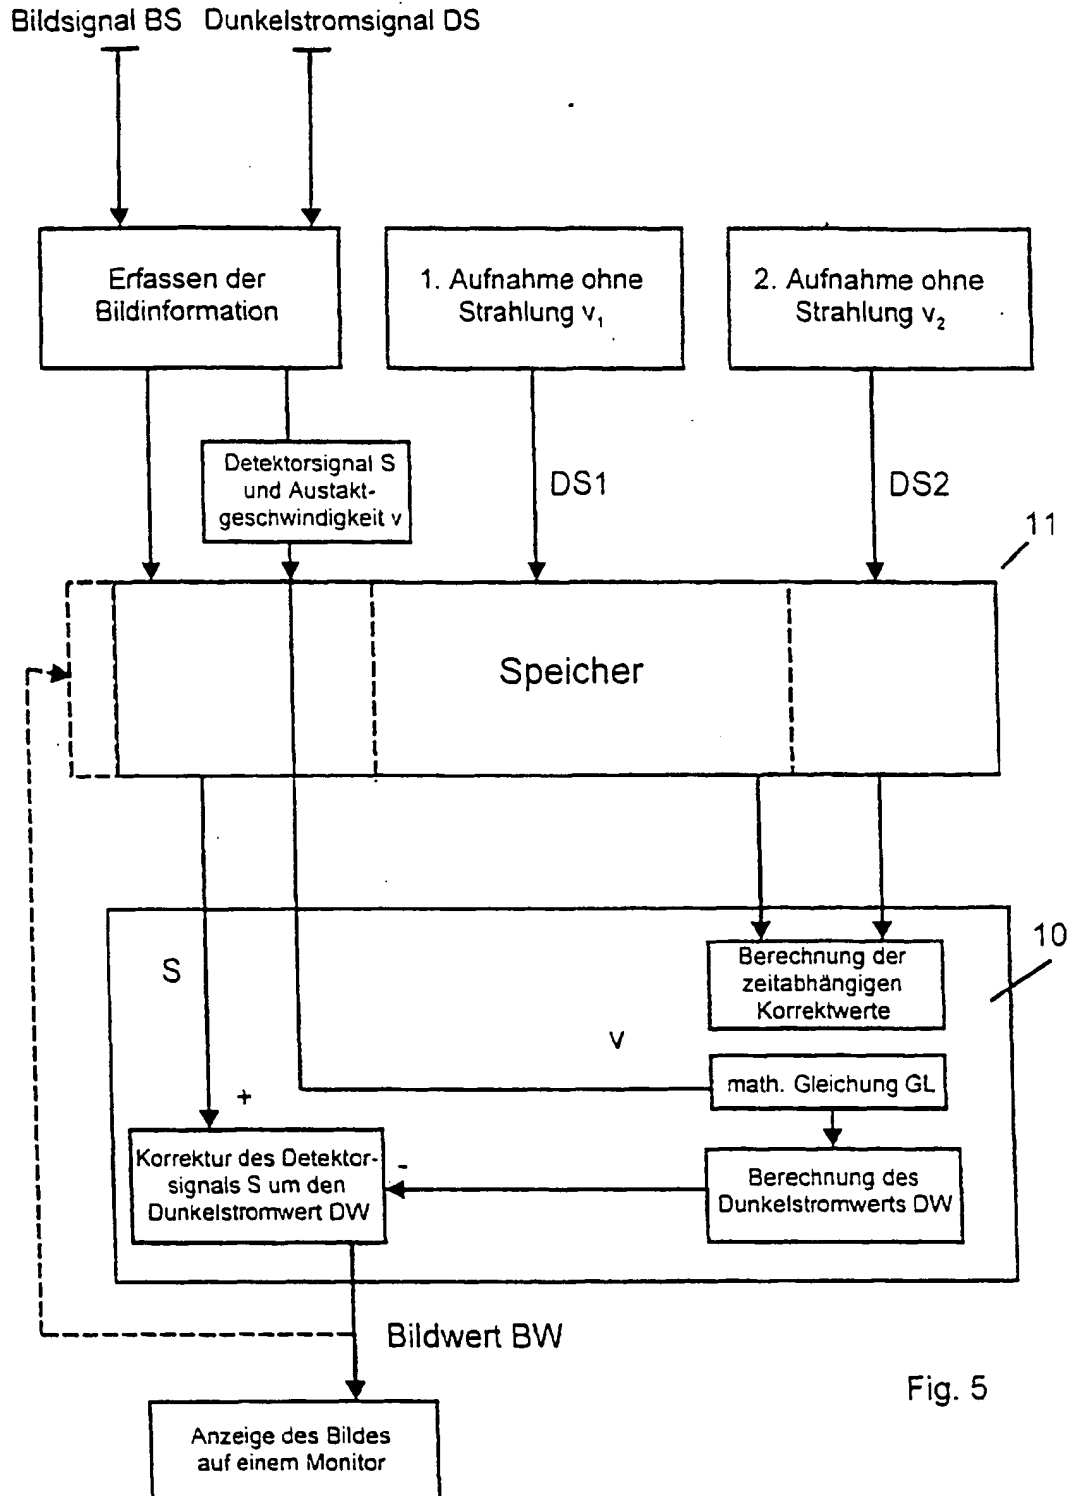 Bildsignal BS Dunkelstromsignal DS
Erfassen der
Bildinformation
1. Aufnahme ohne
Strahlung v₁
2. Aufnahme ohne
Strahlung v₂
Detektorsignal S
und Austakt-
geschwindigkeit v
DS1
DS2
11
Speicher
10
S
Berechnung der
zeitabhängigen
Korrektwerte
v
math. Gleichung GL
+
Korrektur des Detektor-
signals S um den
Dunkelstromwert DW
-
Berechnung des
Dunkelstromwerts DW
Bildwert BW
Fig. 5
Anzeige des Bildes
auf einem Monitor